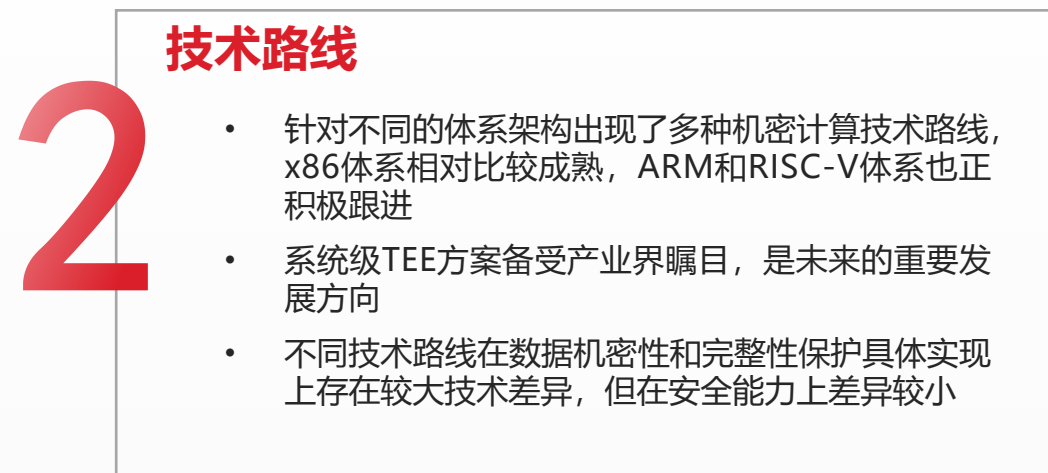 技术路线
2
• 针对不同的体系架构出现了多种机密计算技术路线，
x86体系相对比较成熟，ARM和RISC-V体系也正
积极跟进
• 系统级TEE方案备受产业界瞩目，是未来的重要发
展方向
• 不同技术路线在数据机密性和完整性保护具体实现
上存在较大技术差异，但在安全能力上差异较小